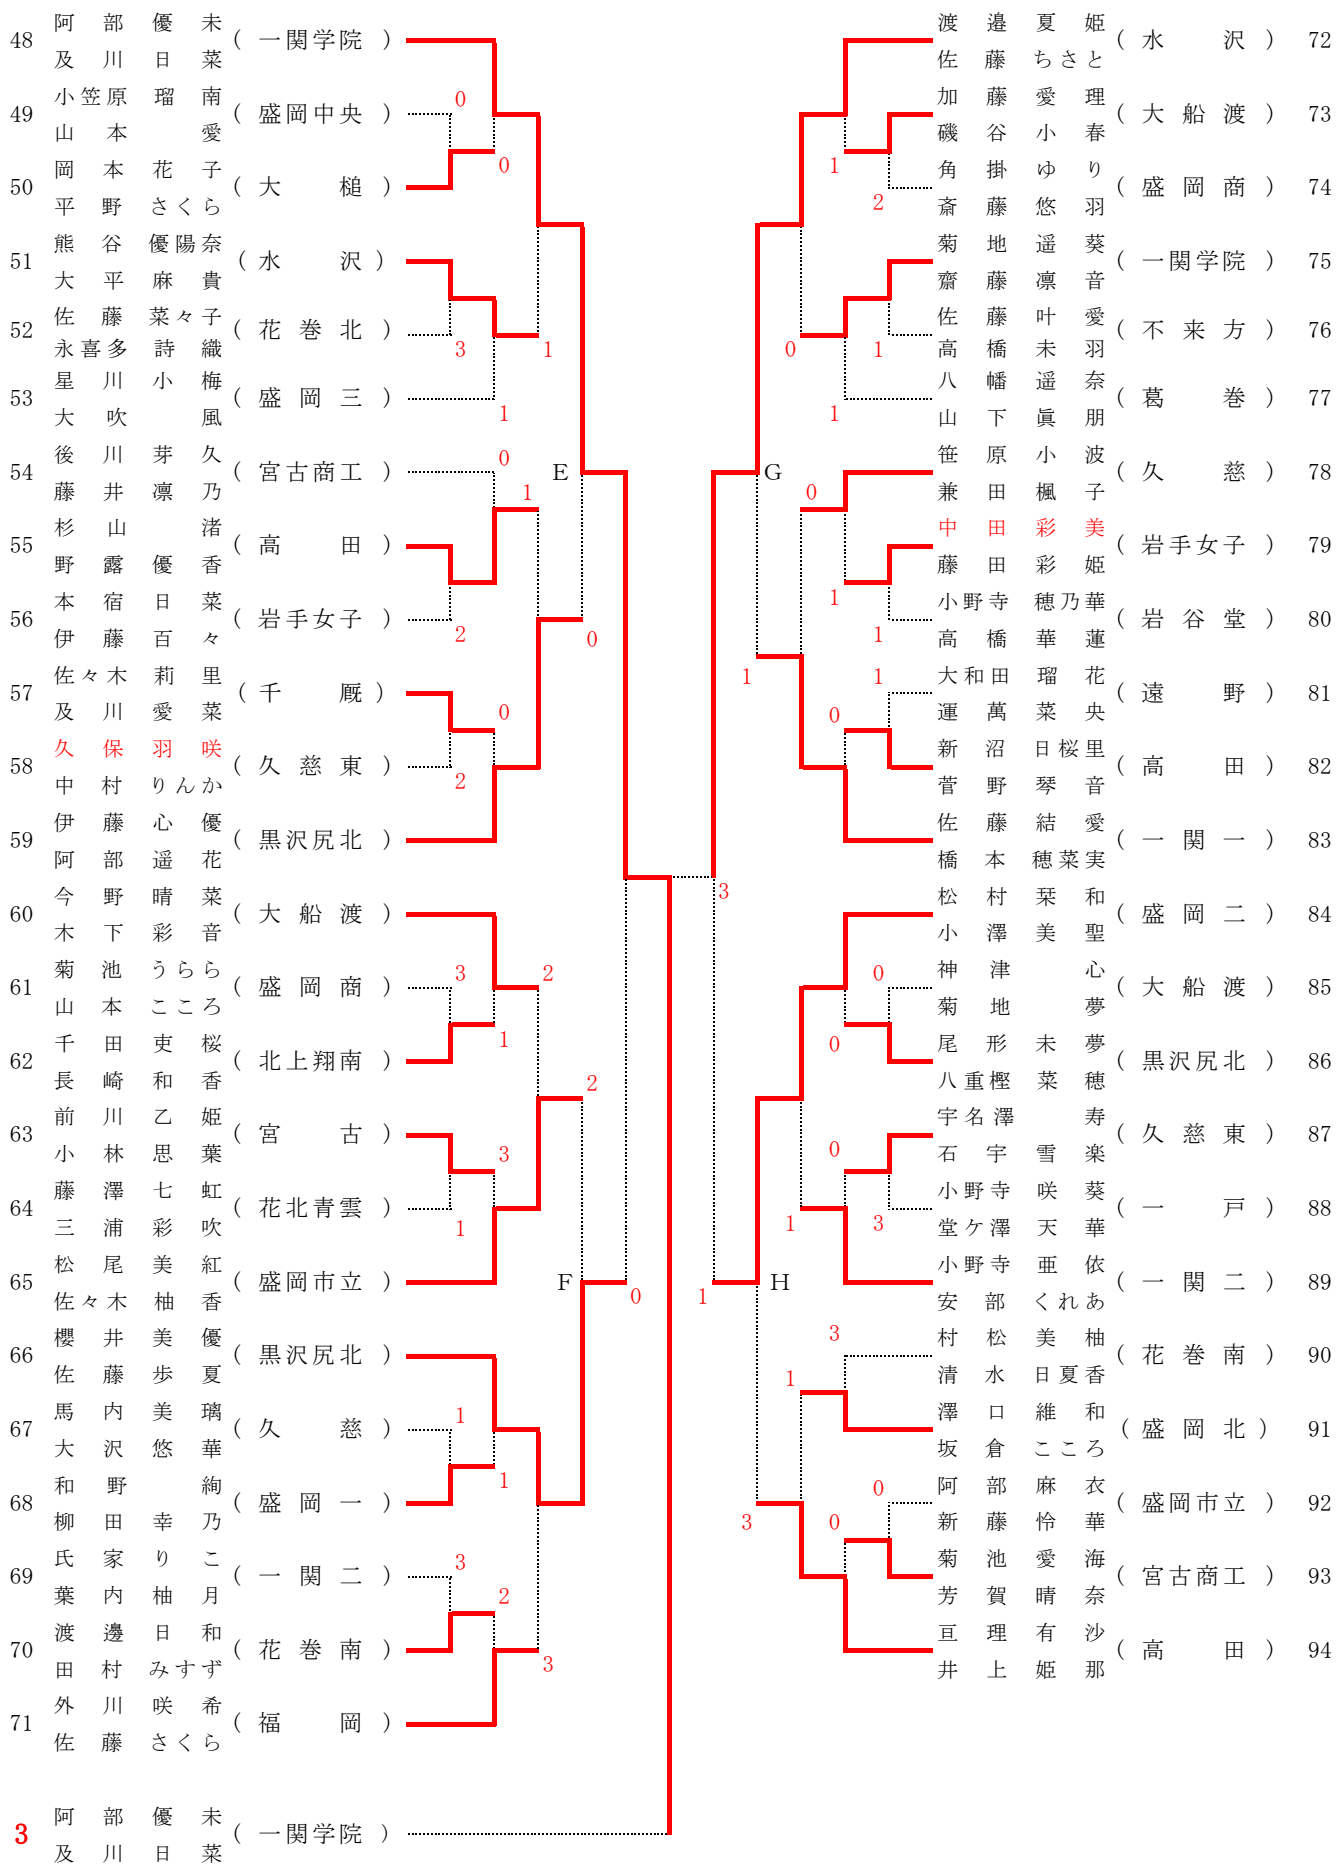 48 阿部優未 及川日菜 (一関学院)
49 小笠原瑠南 山本愛 (盛岡中央)
50 岡本花子 平野さくら (大槌)
51 熊谷優陽奈 大平麻貴 (水沢)
52 佐藤菜々子 永喜多詩織 (花巻北)
53 星川小梅 大吹風 (盛岡三)
54 後川芽久 藤井凛乃 (宮古商工)
55 杉山渚 野露優香 (高田)
56 本宿日菜 伊藤百々 (岩手女子)
57 佐々木莉里 及川愛菜 (千厩)
58 久保羽咲 中村りんか (久慈東)
59 伊藤心優 阿部遥花 (黒沢尻北)
60 今野晴菜 木下彩音 (大船渡)
61 菊池うらら 山本こころ (盛岡商)
62 千田吏桜 長崎和香 (北上翔南)
63 前川乙姫 小林思葉 (宮古)
64 藤澤七虹 三浦彩吹 (花北青雲)
65 松尾美紅 佐々木柚香 (盛岡市立)
66 櫻井美優 佐藤歩夏 (黒沢尻北)
67 馬内美璃 大沢悠華 (久慈)
68 和野絢 柳田幸乃 (盛岡一)
69 氏家りこ 葉内柚月 (一関二)
70 渡邊日和 田村みすず (花巻南)
71 外川咲希 佐藤さくら (福岡)
3 阿部優未 及川日菜 (一関学院)
0
0
3
1
1
0
E
1
2
0
0
2
3
2
1
2
3
1
F
0
1
1
3
2
3
渡邉夏姫 佐藤ちさと (水沢) 72
加藤愛理 磯谷小春 (大船渡) 73
角掛ゆり 斎藤悠羽 (盛岡商) 74
菊地遥葵 齋藤凛音 (一関学院) 75
佐藤叶愛 高橋未羽 (不来方) 76
八幡遥奈 山下眞朋 (葛巻) 77
笹原小波 兼田楓子 (久慈) 78
中田彩美 藤田彩姫 (岩手女子) 79
小野寺穂乃華 高橋華蓮 (岩谷堂) 80
大和田瑠花 運萬菜央 (遠野) 81
新沼日桜里 菅野琴音 (高田) 82
佐藤結愛 橋本穂菜実 (一関一) 83
松村栞和 小澤美聖 (盛岡二) 84
神津心 菊地夢 (大船渡) 85
尾形未夢 八重樫菜穂 (黒沢尻北) 86
宇名澤寿 石宇雪楽 (久慈東) 87
小野寺咲葵 堂ケ澤天華 (一戸) 88
小野寺亜依 安部くれあ (一関二) 89
村松美柚 清水日夏香 (花巻南) 90
澤口維和 坂倉こころ (盛岡北) 91
阿部麻衣 新藤怜華 (盛岡市立) 92
菊池愛海 芳賀晴奈 (宮古商工) 93
亘理有沙 井上姫那 (高田) 94
1
2
0
1
1
G
0
1
1
1
1
0
3
0
0
0
1
3
1
H
3
1
0
3
0